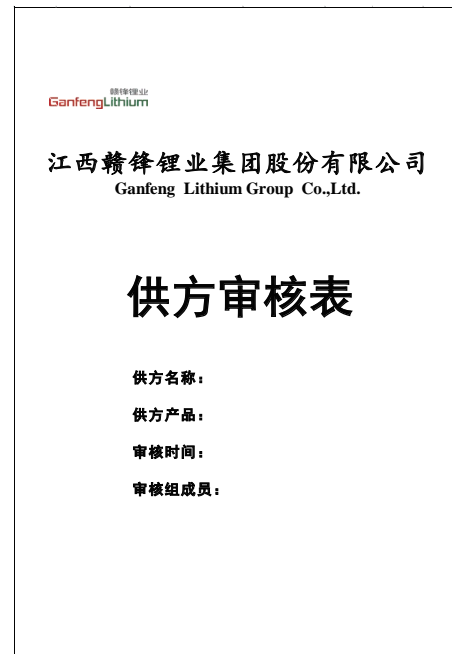 赣锋锂业
GanfengLithium
江西赣锋锂业集团股份有限公司
Ganfeng Lithium Group Co.,Ltd.
供方审核表
供方名称：
供方产品：
审核时间：
审核组成员：